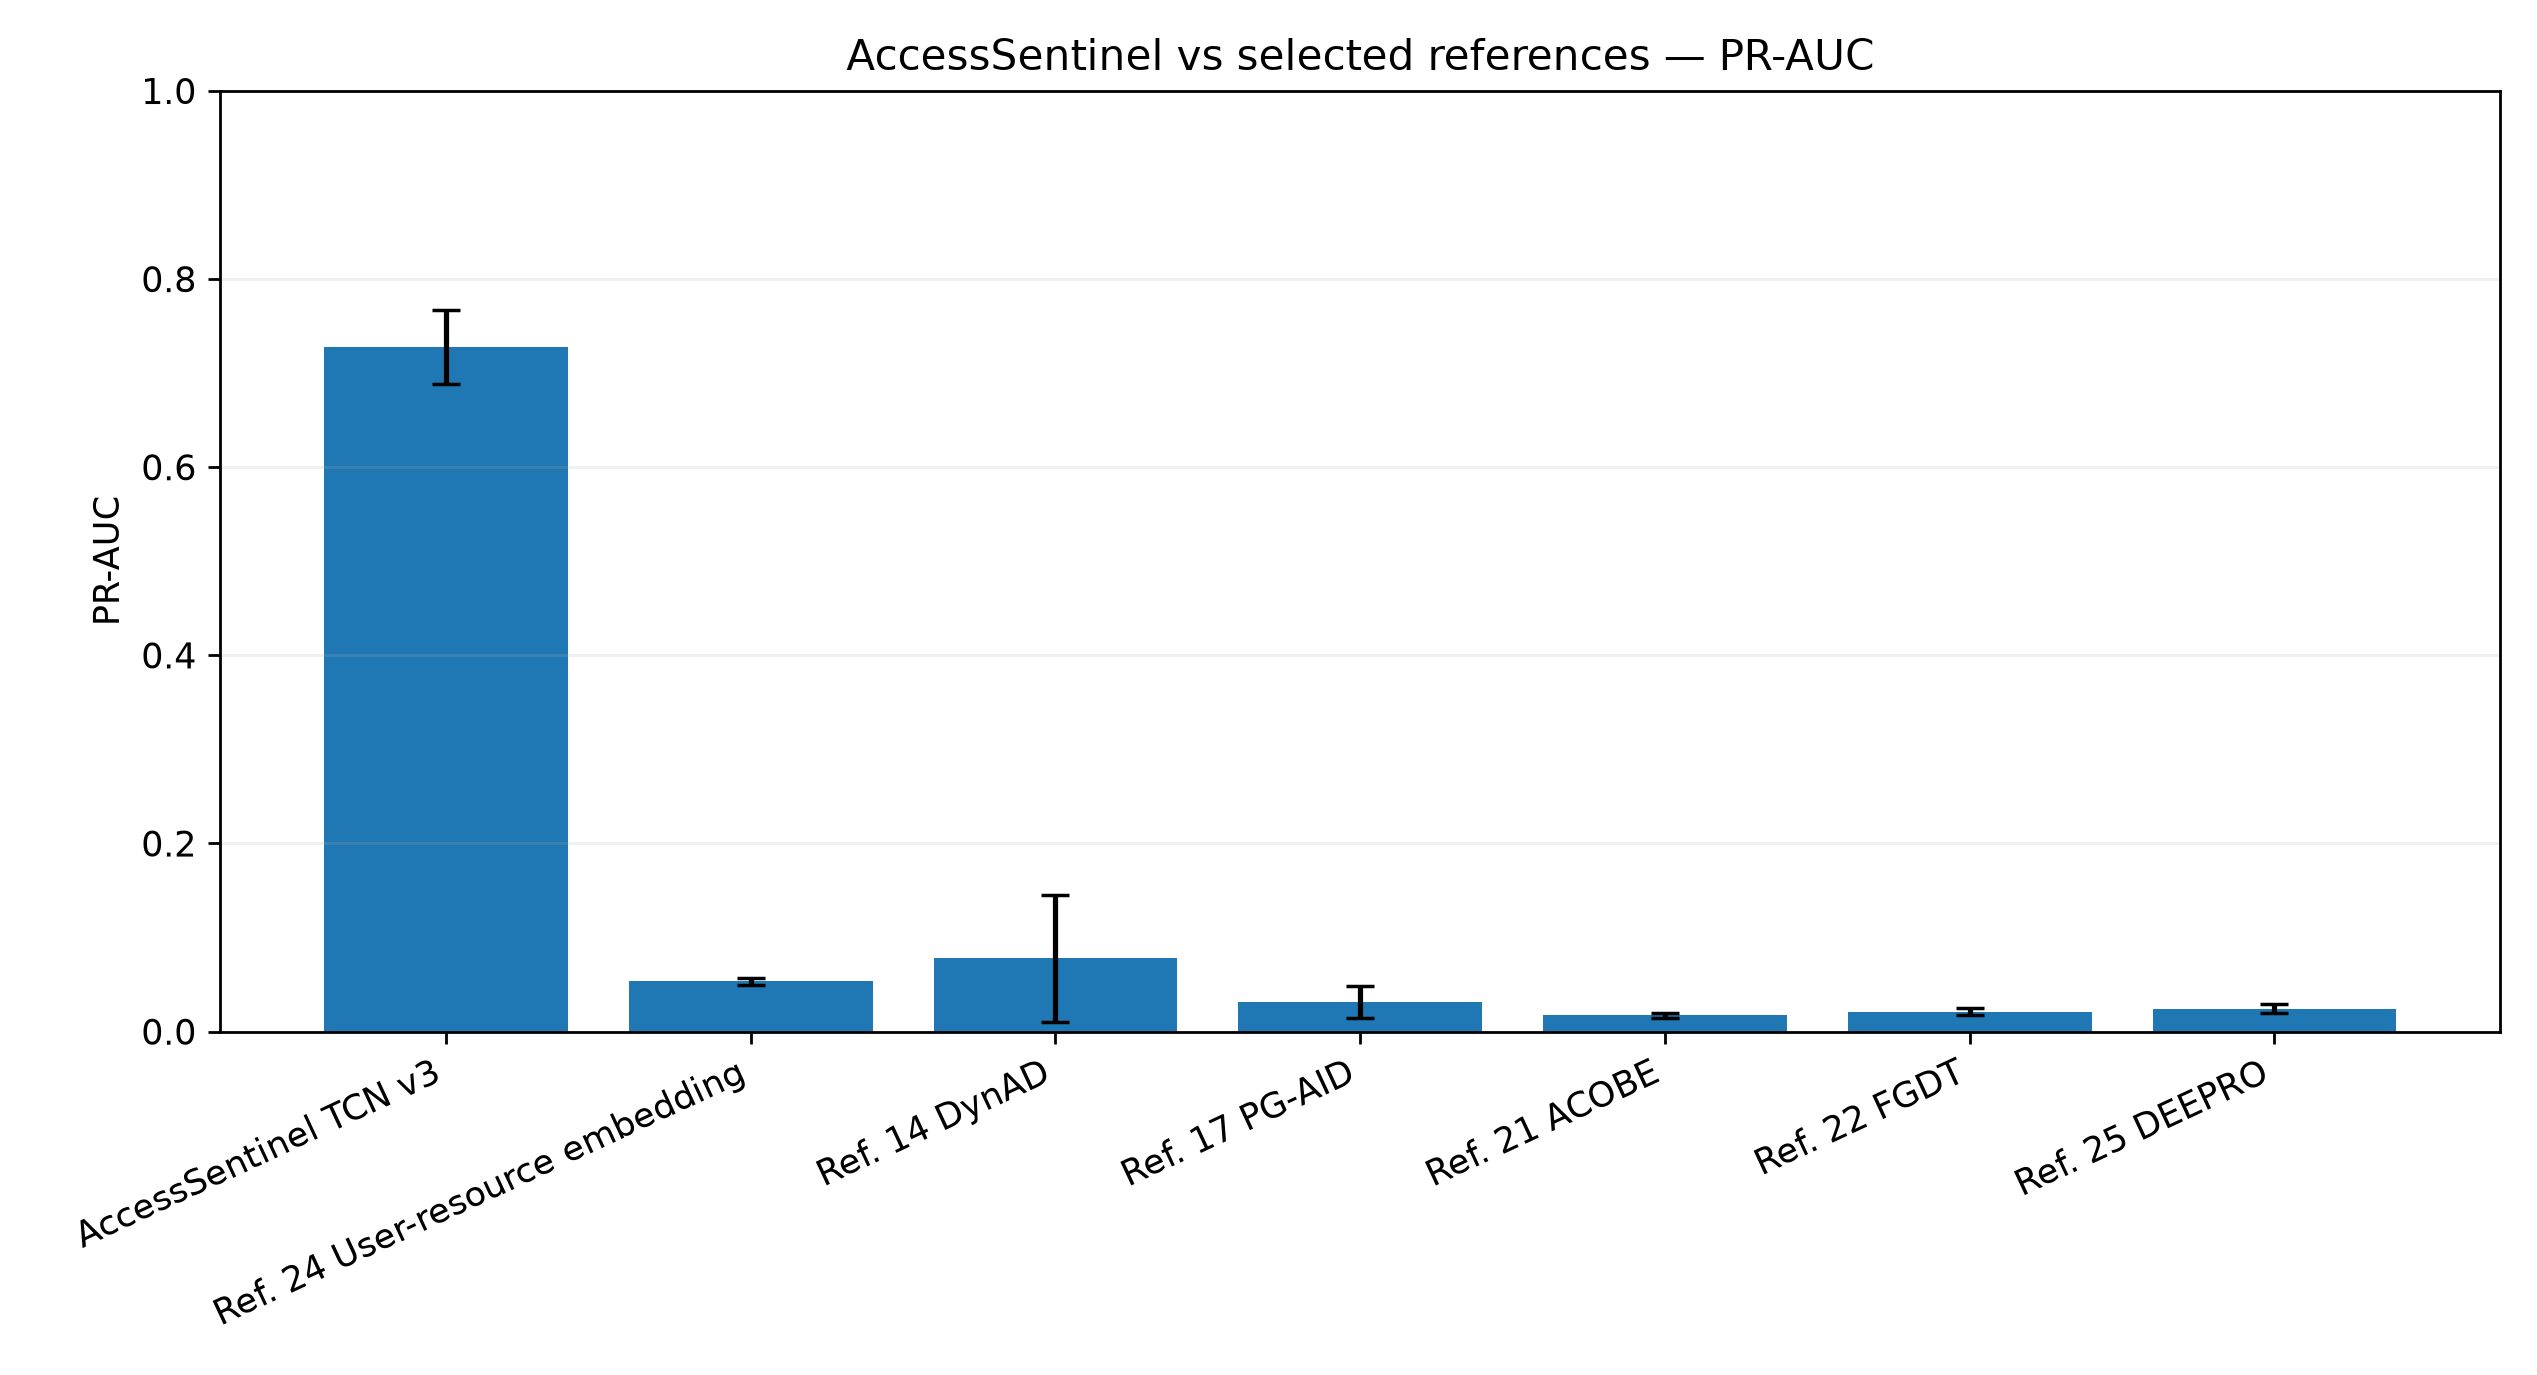 AccessSentinel vs selected references — PR-AUC
1.0
0.8
0.6
0.4
0.2
0.0
PR-AUC
AccessSentinel TCN v3
Ref. 24 User-resource embedding
Ref. 14 DynAD
Ref. 17 PG-AID
Ref. 21 ACOBE
Ref. 22 FGDT
Ref. 25 DEEPRO